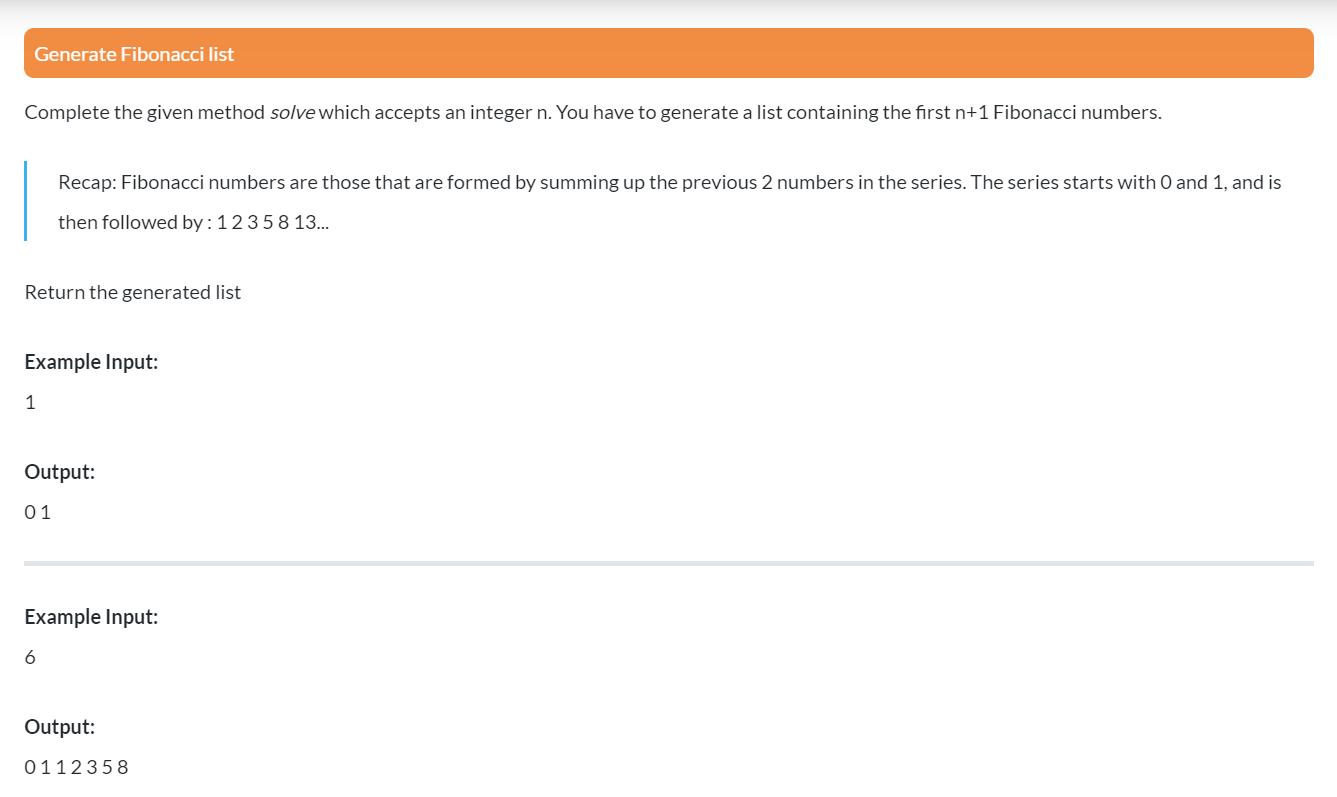 Generate Fibonacci list
Complete the given method solve which accepts an integer n. You have to generate a list containing the first n+1 Fibonacci numbers.
Recap: Fibonacci numbers are those that are formed by summing up the previous 2 numbers in the series. The series starts with 0 and 1, and is
then followed by : 1 2 3 5 8 13...
Return the generated list
Example Input:
1
Output:
0 1
Example Input:
6
Output:
0 1 1 2 3 5 8